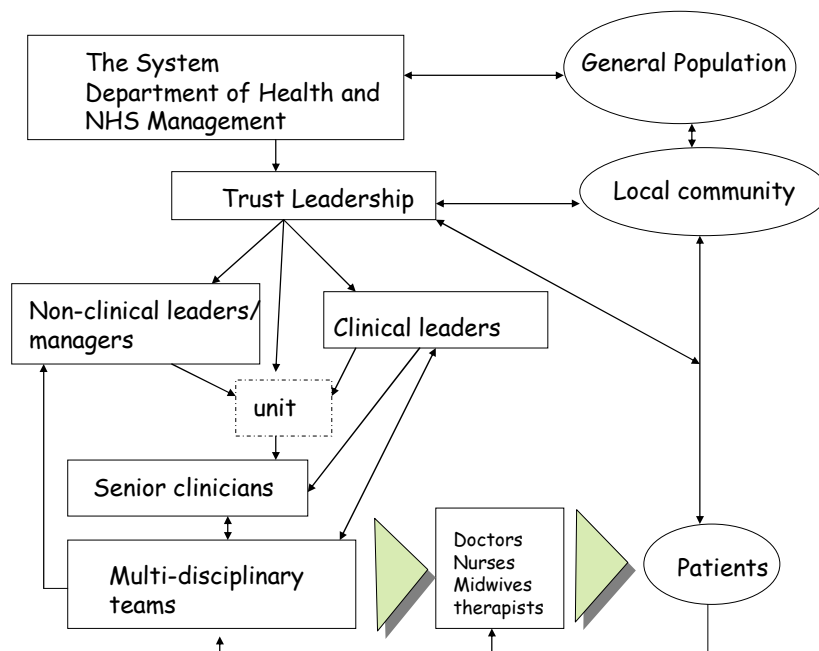 The System
Department of Health and
NHS Management
General Population
Trust Leadership
Local community
Non-clinical leaders/
managers
Clinical leaders
unit
Senior clinicians
Multi-disciplinary
teams
Doctors
Nurses
Midwives
therapists
Patients